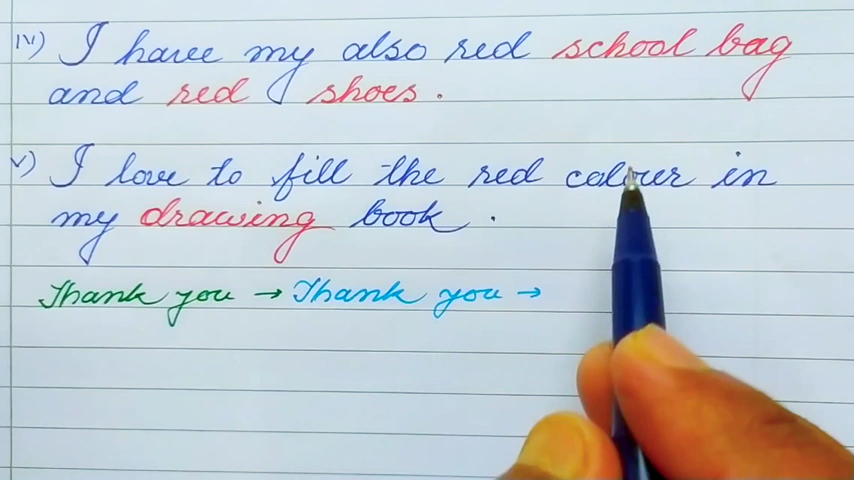 IV) I have my also red school bag
and red shoes.
V) I love to fill the red colour in
my drawing book.
Thank you → Thank you →